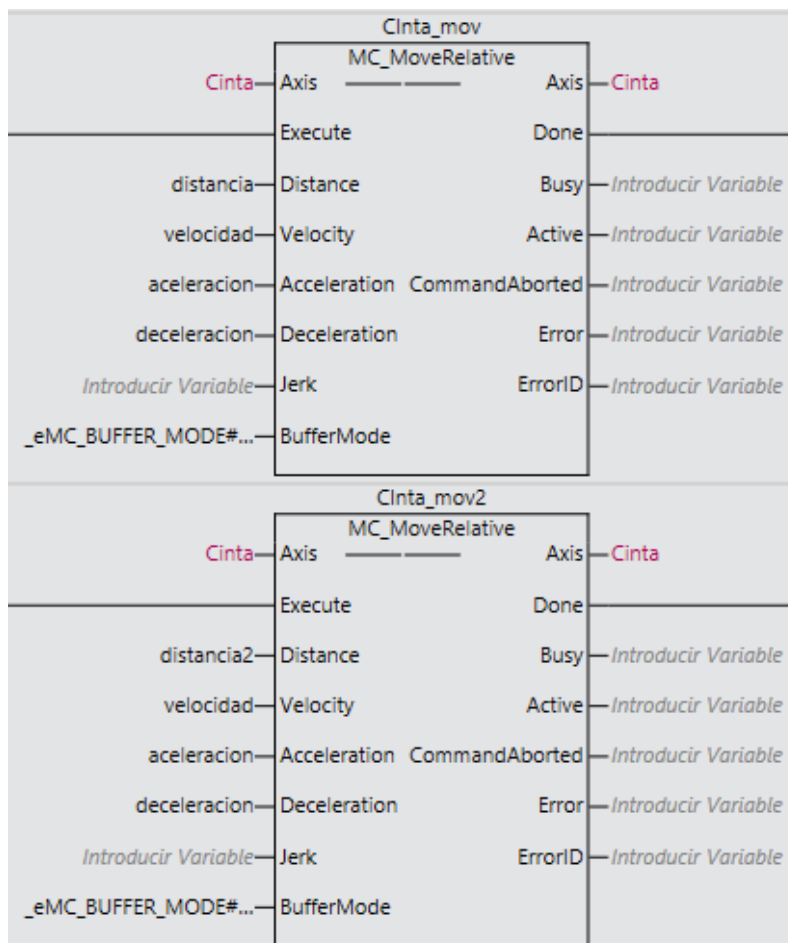 CInta_mov
MC_MoveRelative
Cinta Axis Axis Cinta
Execute Done
distancia Distance Busy Introducir Variable
velocidad Velocity Active Introducir Variable
aceleracion Acceleration CommandAborted Introducir Variable
deceleracion Deceleration Error Introducir Variable
Introducir Variable Jerk ErrorID Introducir Variable
_eMC_BUFFER_MODE#... BufferMode
CInta_mov2
MC_MoveRelative
Cinta Axis Axis Cinta
Execute Done
distancia2 Distance Busy Introducir Variable
velocidad Velocity Active Introducir Variable
aceleracion Acceleration CommandAborted Introducir Variable
deceleracion Deceleration Error Introducir Variable
Introducir Variable Jerk ErrorID Introducir Variable
_eMC_BUFFER_MODE#... BufferMode